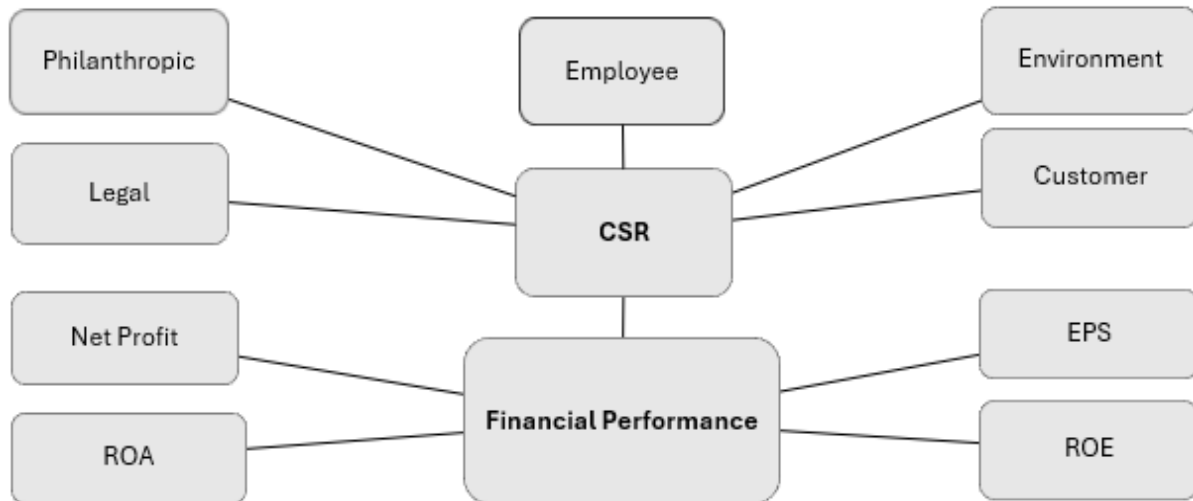 Philanthropic
Employee
Environment
Legal
CSR
Customer
Net Profit
Financial Performance
EPS
ROA
ROE